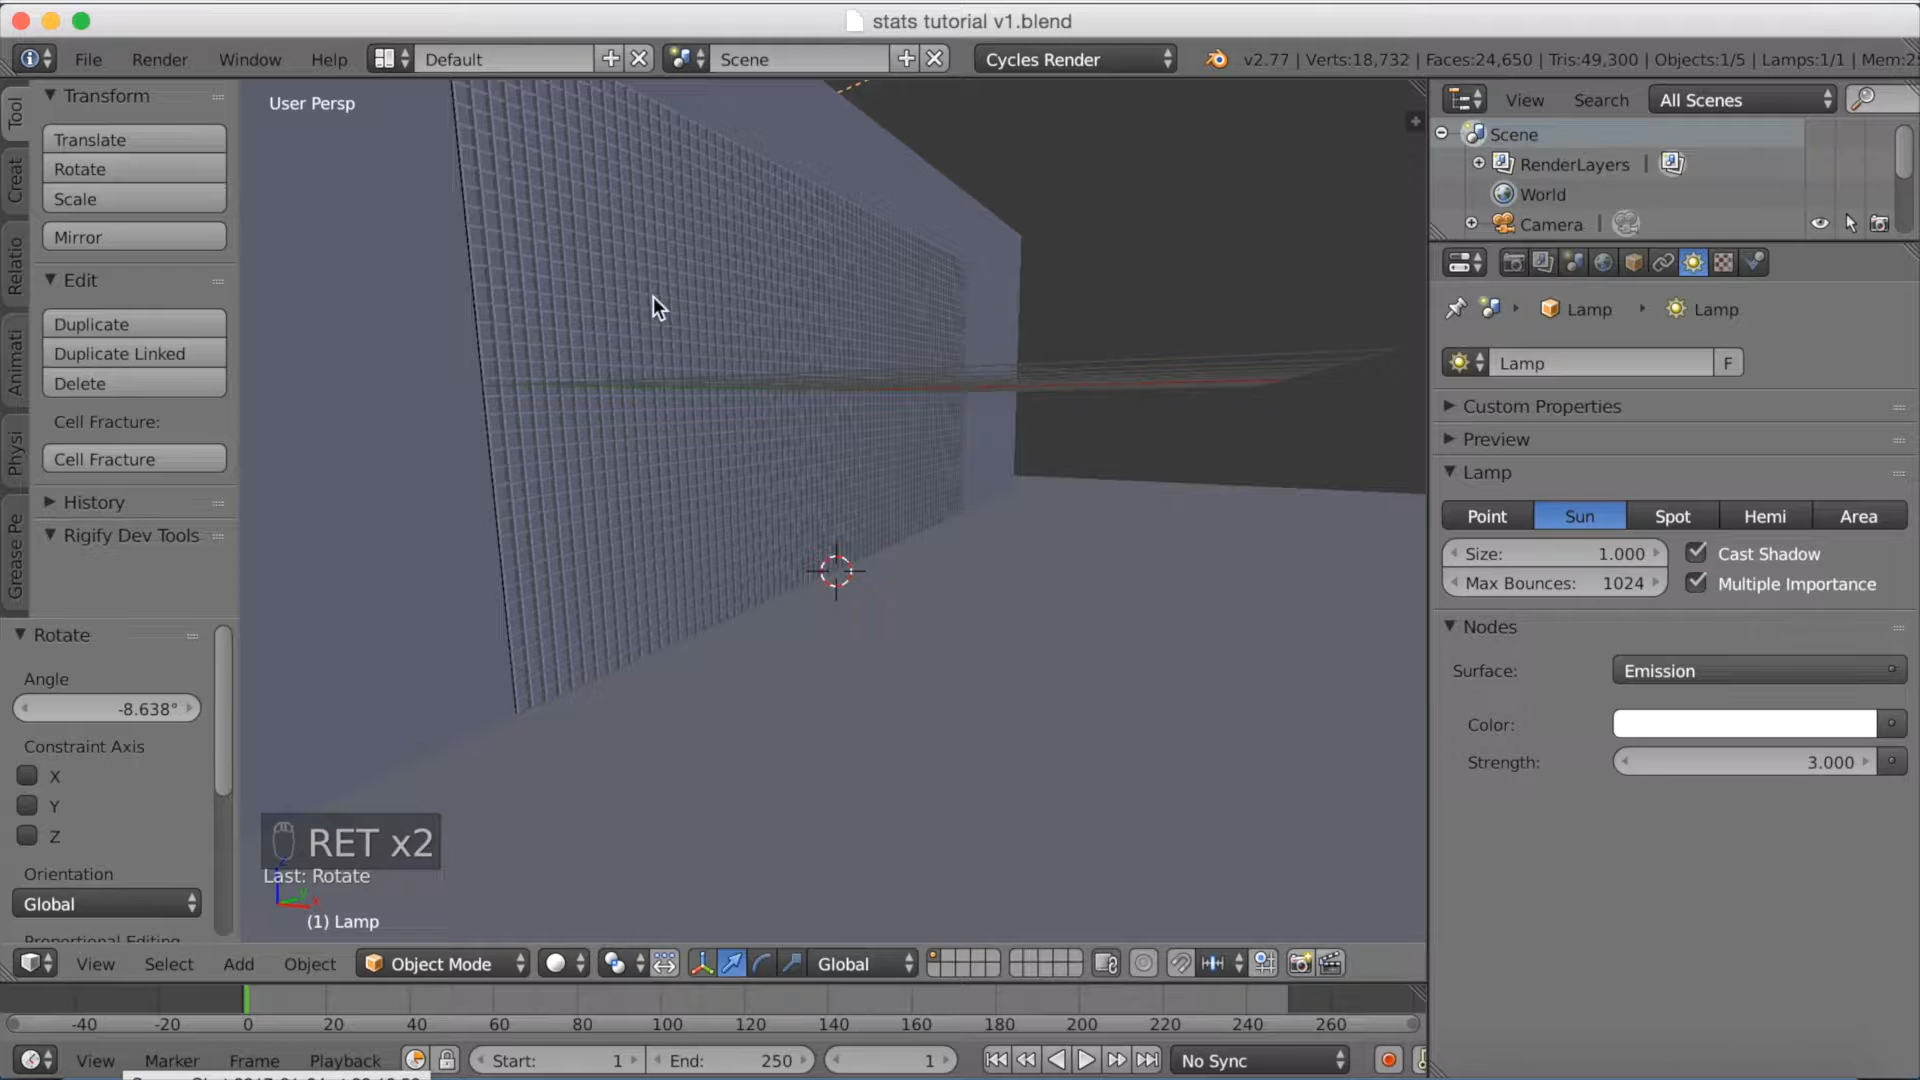 stats tutorial v1.blend
File Render Window Help Default Scene Cycles Render v2.77 | Verts:18,732 | Faces:24,650 | Tris:49,300 | Objects:1/5 | Lamps:1/1 | Mem:2
Tool
Creat
Relatio
Animati
Physi
Grease Pe
Transform
Translate
Rotate
Scale
Mirror
Edit
Duplicate
Duplicate Linked
Delete
Cell Fracture:
Cell Fracture
History
Rigify Dev Tools
Rotate
Angle
-8.638°
Constraint Axis
X
Y
Z
Orientation
Global
Proportional Editing
User Persp
RET x2
Last: Rotate
(1) Lamp
View Search All Scenes
Scene
RenderLayers |
World
Camera |
Lamp Lamp
Lamp F
Custom Properties
Preview
Lamp
Point Sun Spot Hemi Area
Size: 1.000 Cast Shadow
Max Bounces: 1024 Multiple Importance
Nodes
Surface: Emission
Color:
Strength: 3.000
View Select Add Object Object Mode Global
-40 -20 0 20 40 60 80 100 120 140 160 180 200 220 240 260
View Marker Frame Playback Start: 1 End: 250 1 No Sync